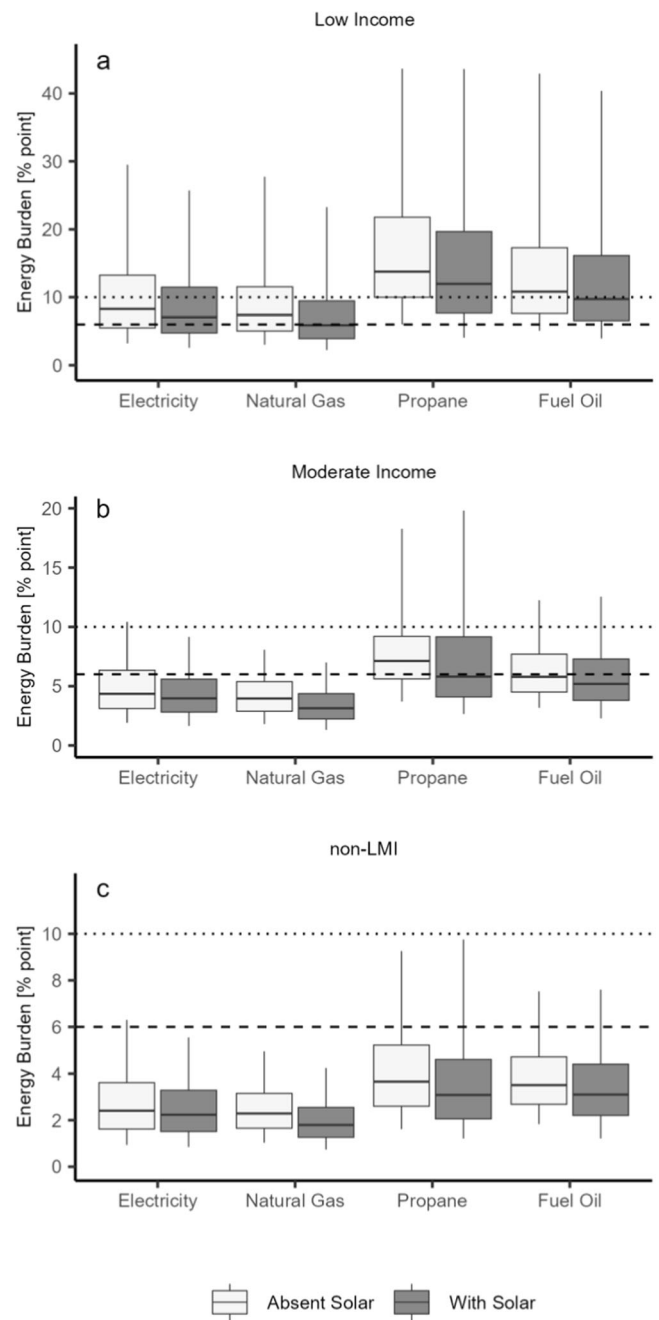 Low Income
a
Energy Burden [% point]
40
30
20
10
0
Electricity Natural Gas Propane Fuel Oil
Moderate Income
b
Energy Burden [% point]
20
15
10
5
0
Electricity Natural Gas Propane Fuel Oil
non-LMI
c
Energy Burden [% point]
10
8
6
4
2
0
Electricity Natural Gas Propane Fuel Oil
Absent Solar With Solar